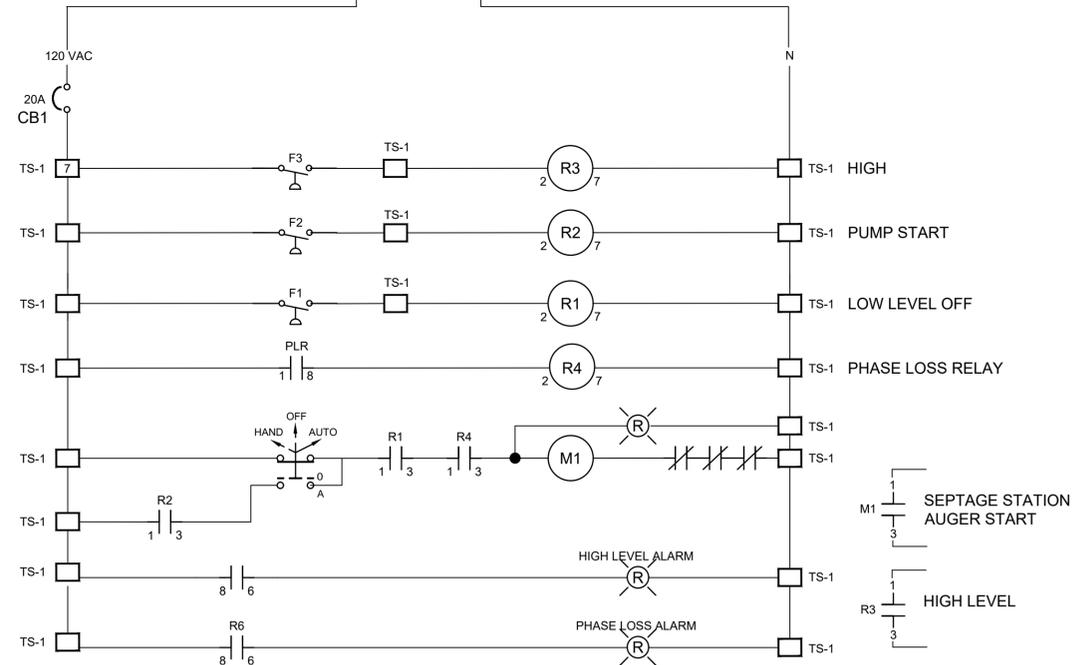 120 VAC
N
20A
CB1
TS-1 7 F3 TS-1 2 R3 7 TS-1 HIGH
TS-1 F2 TS-1 2 R2 7 TS-1 PUMP START
TS-1 F1 TS-1 2 R1 7 TS-1 LOW LEVEL OFF
PLR
TS-1 1 8 2 R4 7 TS-1 PHASE LOSS RELAY
OFF
HAND AUTO
R TS-1
R1 R4
TS-1 1 3 1 3 M1 TS-1
0
A
R2
TS-1 1 3
1
M1
3
SEPTAGE STATION
AUGER START
HIGH LEVEL ALARM
TS-1 8 6 R TS-1
1
R3
3
HIGH LEVEL
R6 PHASE LOSS ALARM
TS-1 8 6 R TS-1